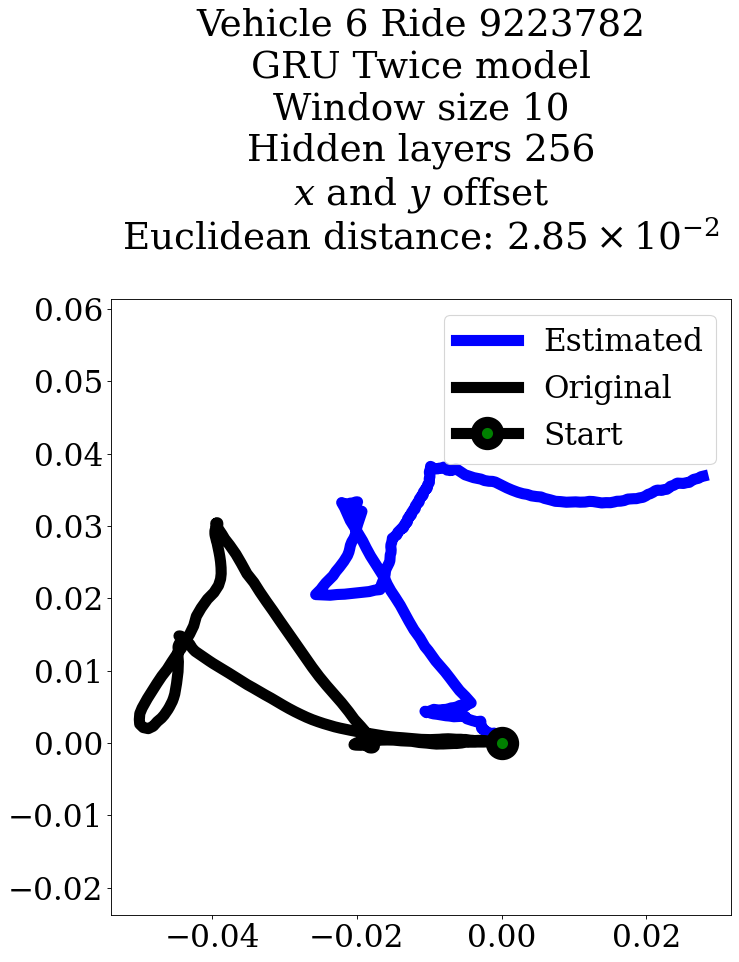 Vehicle 6 Ride 9223782
GRU Twice model
Window size 10
Hidden layers 256
x and y offset
Euclidean distance: 2.85 × 10⁻²
Estimated
Original
Start
0.06
0.05
0.04
0.03
0.02
0.01
0.00
−0.01
−0.02
−0.04
−0.02
0.00
0.02